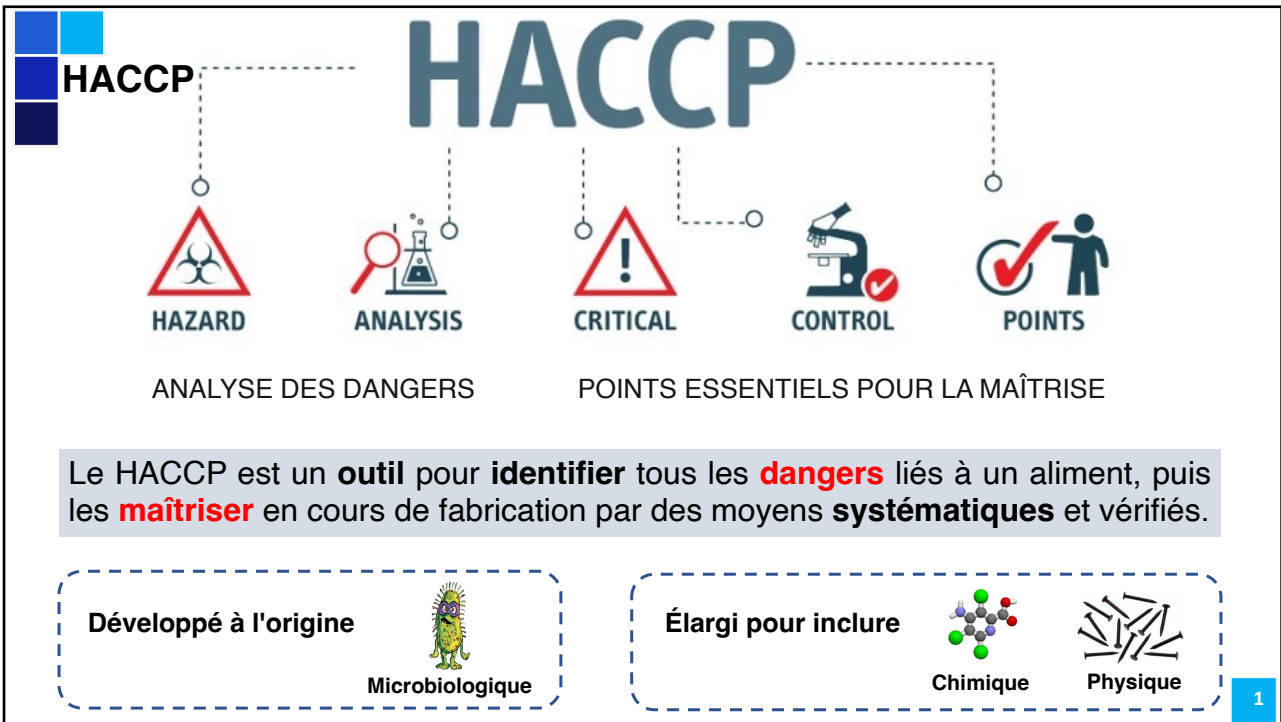 HACCP
HACCP
HAZARD
ANALYSIS
CRITICAL
CONTROL
POINTS
ANALYSE DES DANGERS
POINTS ESSENTIELS POUR LA MAÎTRISE
Le HACCP est un outil pour identifier tous les dangers liés à un aliment, puis
les maîtriser en cours de fabrication par des moyens systématiques et vérifiés.
Développé à l'origine
Microbiologique
Élargi pour inclure
Chimique
Physique
1